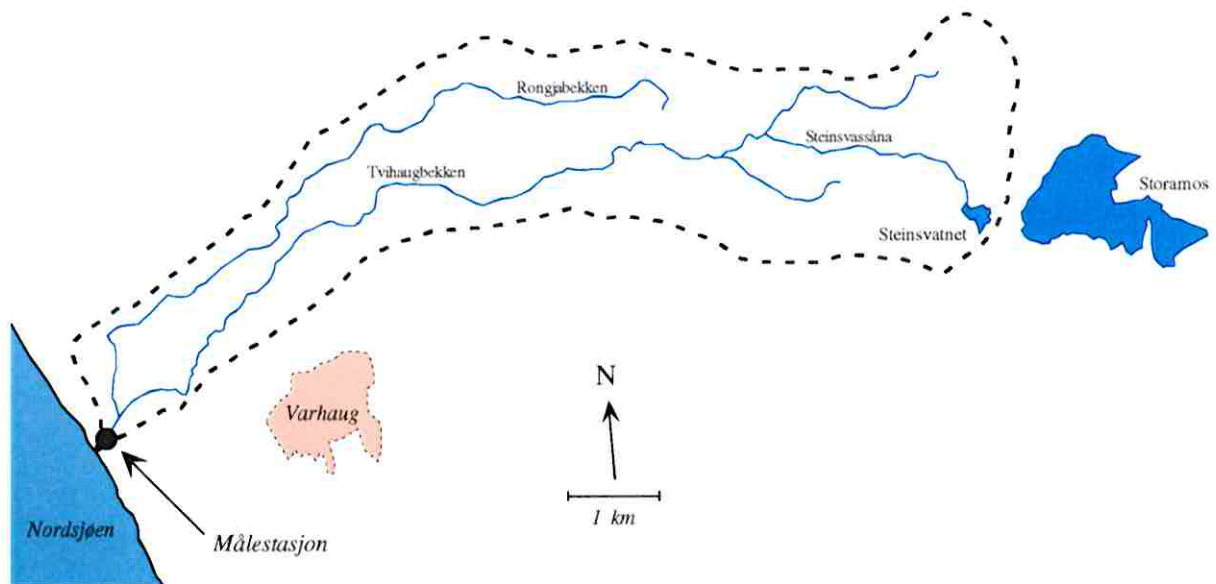 Rongjabekken
Steinsvassåna
Tvihaugbekken
Storamos
Steinsvatnet
N
Varhaug
1 km
Nordsjøen
Målestasjon